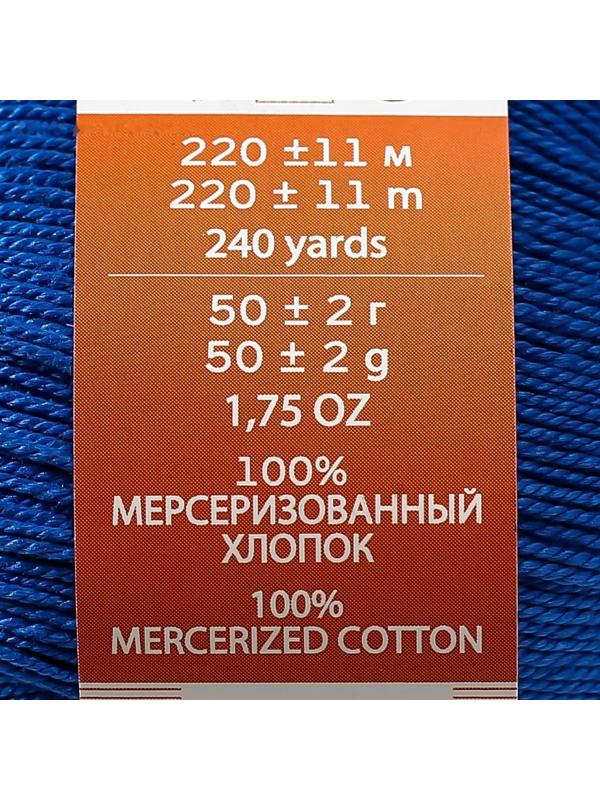 220 ±11 м
220 ± 11 m
240 yards
50 ± 2 г
50 ± 2 g
1,75 OZ
100%
МЕРСЕРИЗОВАННЫЙ
ХЛОПОК
100%
MERCERIZED COTTON